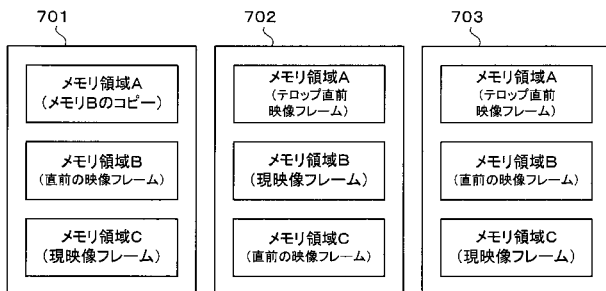 701
メモリ領域A
(メモリBのコピー)
メモリ領域B
(直前の映像フレーム)
メモリ領域C
(現映像フレーム)
702
メモリ領域A
(テロップ直前
映像フレーム)
メモリ領域B
(現映像フレーム)
メモリ領域C
(直前の映像フレーム)
703
メモリ領域A
(テロップ直前
映像フレーム)
メモリ領域B
(直前の映像フレーム)
メモリ領域C
(現映像フレーム)